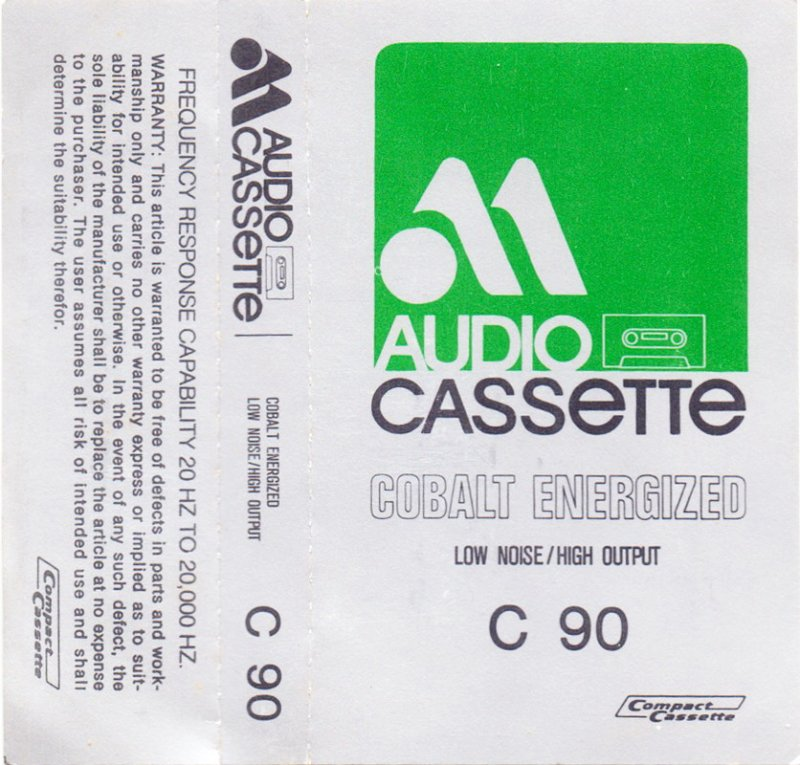 FREQUENCY RESPONSE CAPABILITY 20 HZ TO 20,000 HZ.
WARRANTY: This article is warranted to be free of defects in parts and work-
manship only and carries no other warranty express or implied as to suit-
ability for intended use or otherwise. In the event of any such defect, the
sole liability of the manufacturer shall be to replace the article at no expense
to the purchaser. The user assumes all risk of intended use and shall
determine the suitability therefor.
Compact
Cassette
AUDIO
CASSeTTe
COBALT ENERGIZED
LOW NOISE/HIGH OUTPUT
C 90
AUDIO
CASSeTTe
COBALT ENERGIZED
LOW NOISE/HIGH OUTPUT
C 90
Compact
Cassette